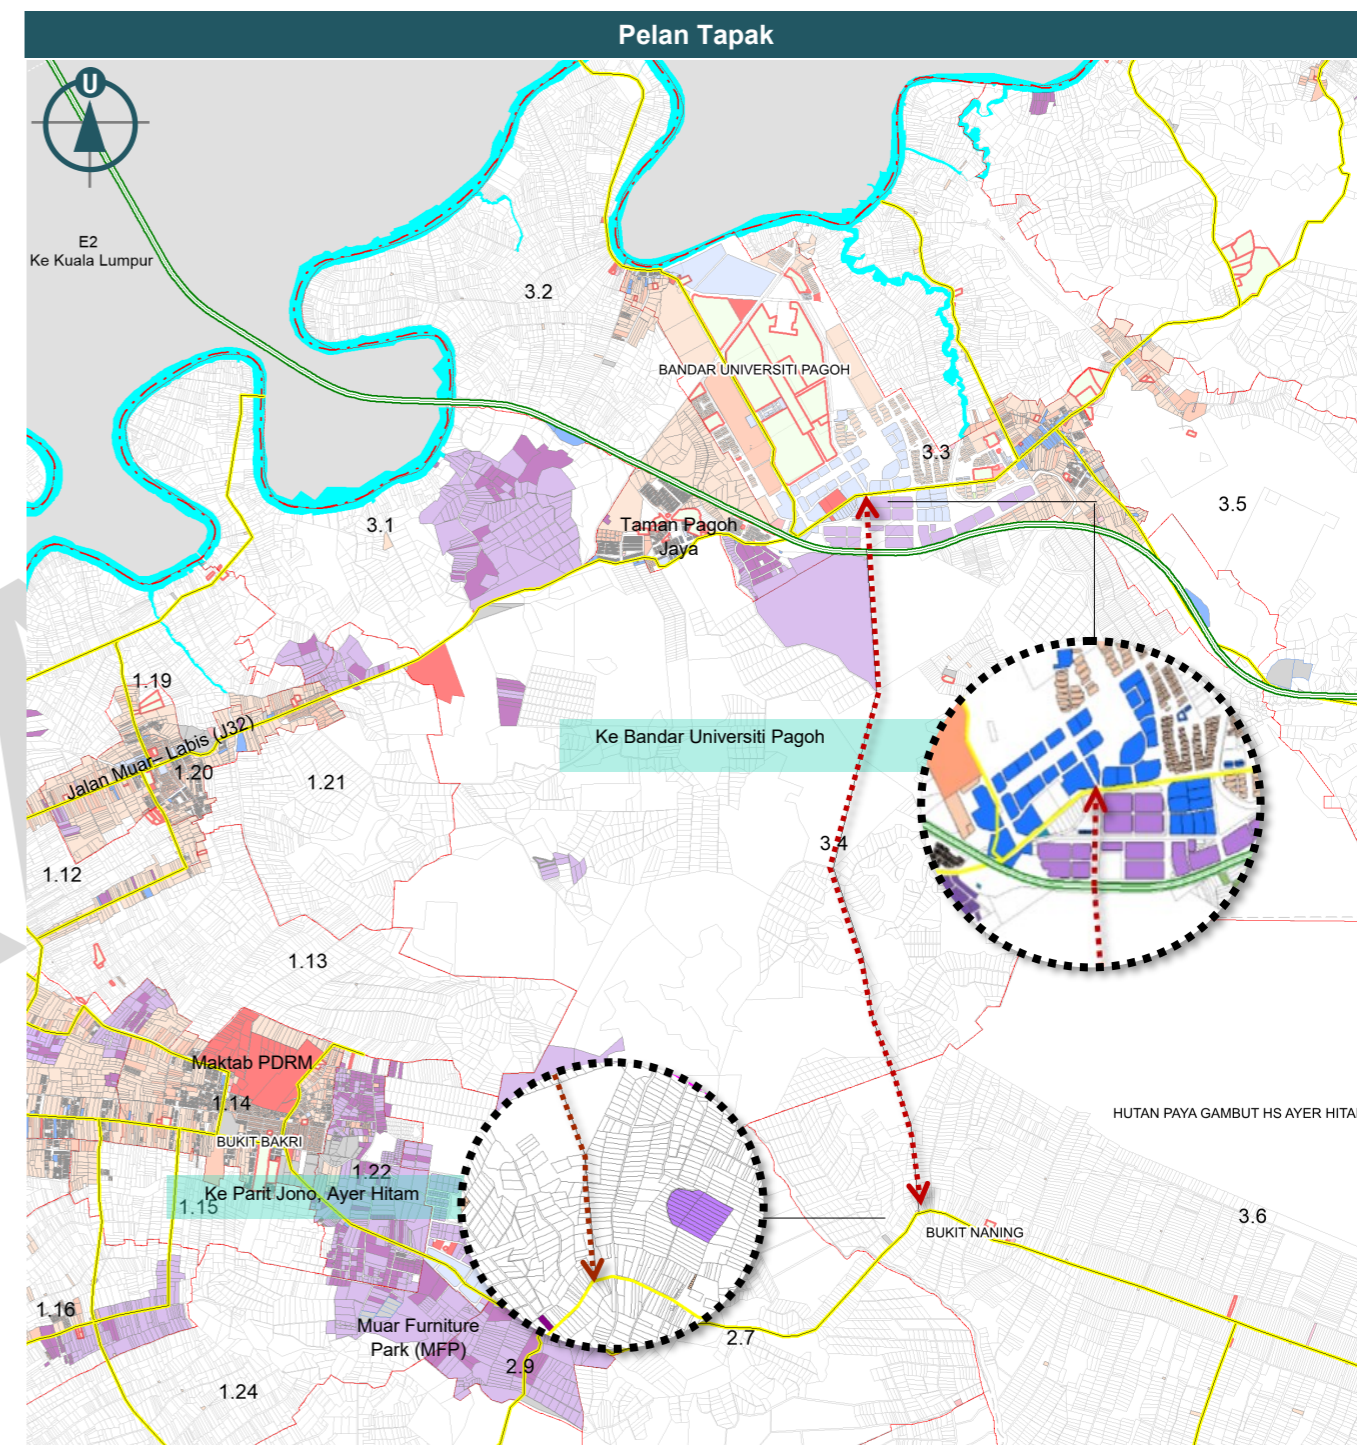 Pelan Tapak
U
E2
Ke Kuala Lumpur
3.2
BANDAR UNIVERSITI PAGOH
3.3
3.5
3.1
Taman Pagoh
Jaya
1.19
Jalan Muar– Labis (J32)
1.20
1.21
Ke Bandar Universiti Pagoh
3.4
1.12
1.13
Maktab PDRM
1.14
BUKIT BAKRI
HUTAN PAYA GAMBUT HS AYER HITA
1.22
Ke Parit Jono, Ayer Hitam
1.15
3.6
BUKIT NANING
1.16
Muar Furniture
Park (MFP)
2.7
2.9
1.24